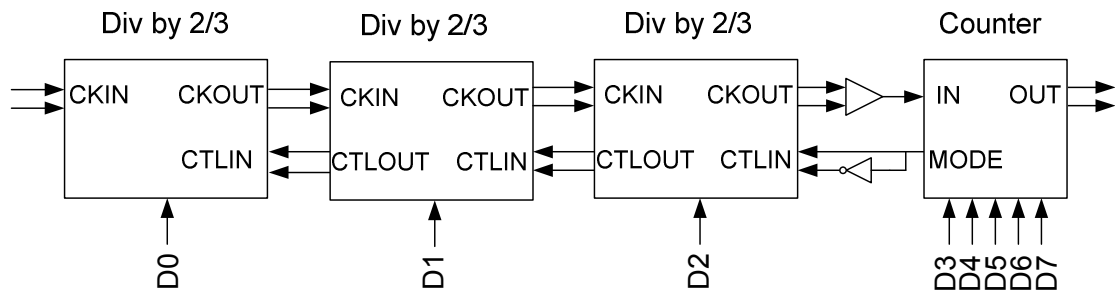 Div by 2/3
Div by 2/3
Div by 2/3
Counter
CKIN
CKOUT
CTLIN
D0
CKIN
CKOUT
CTLOUT
CTLIN
D1
CKIN
CKOUT
CTLOUT
CTLIN
D2
IN
OUT
MODE
D3
D4
D5
D6
D7